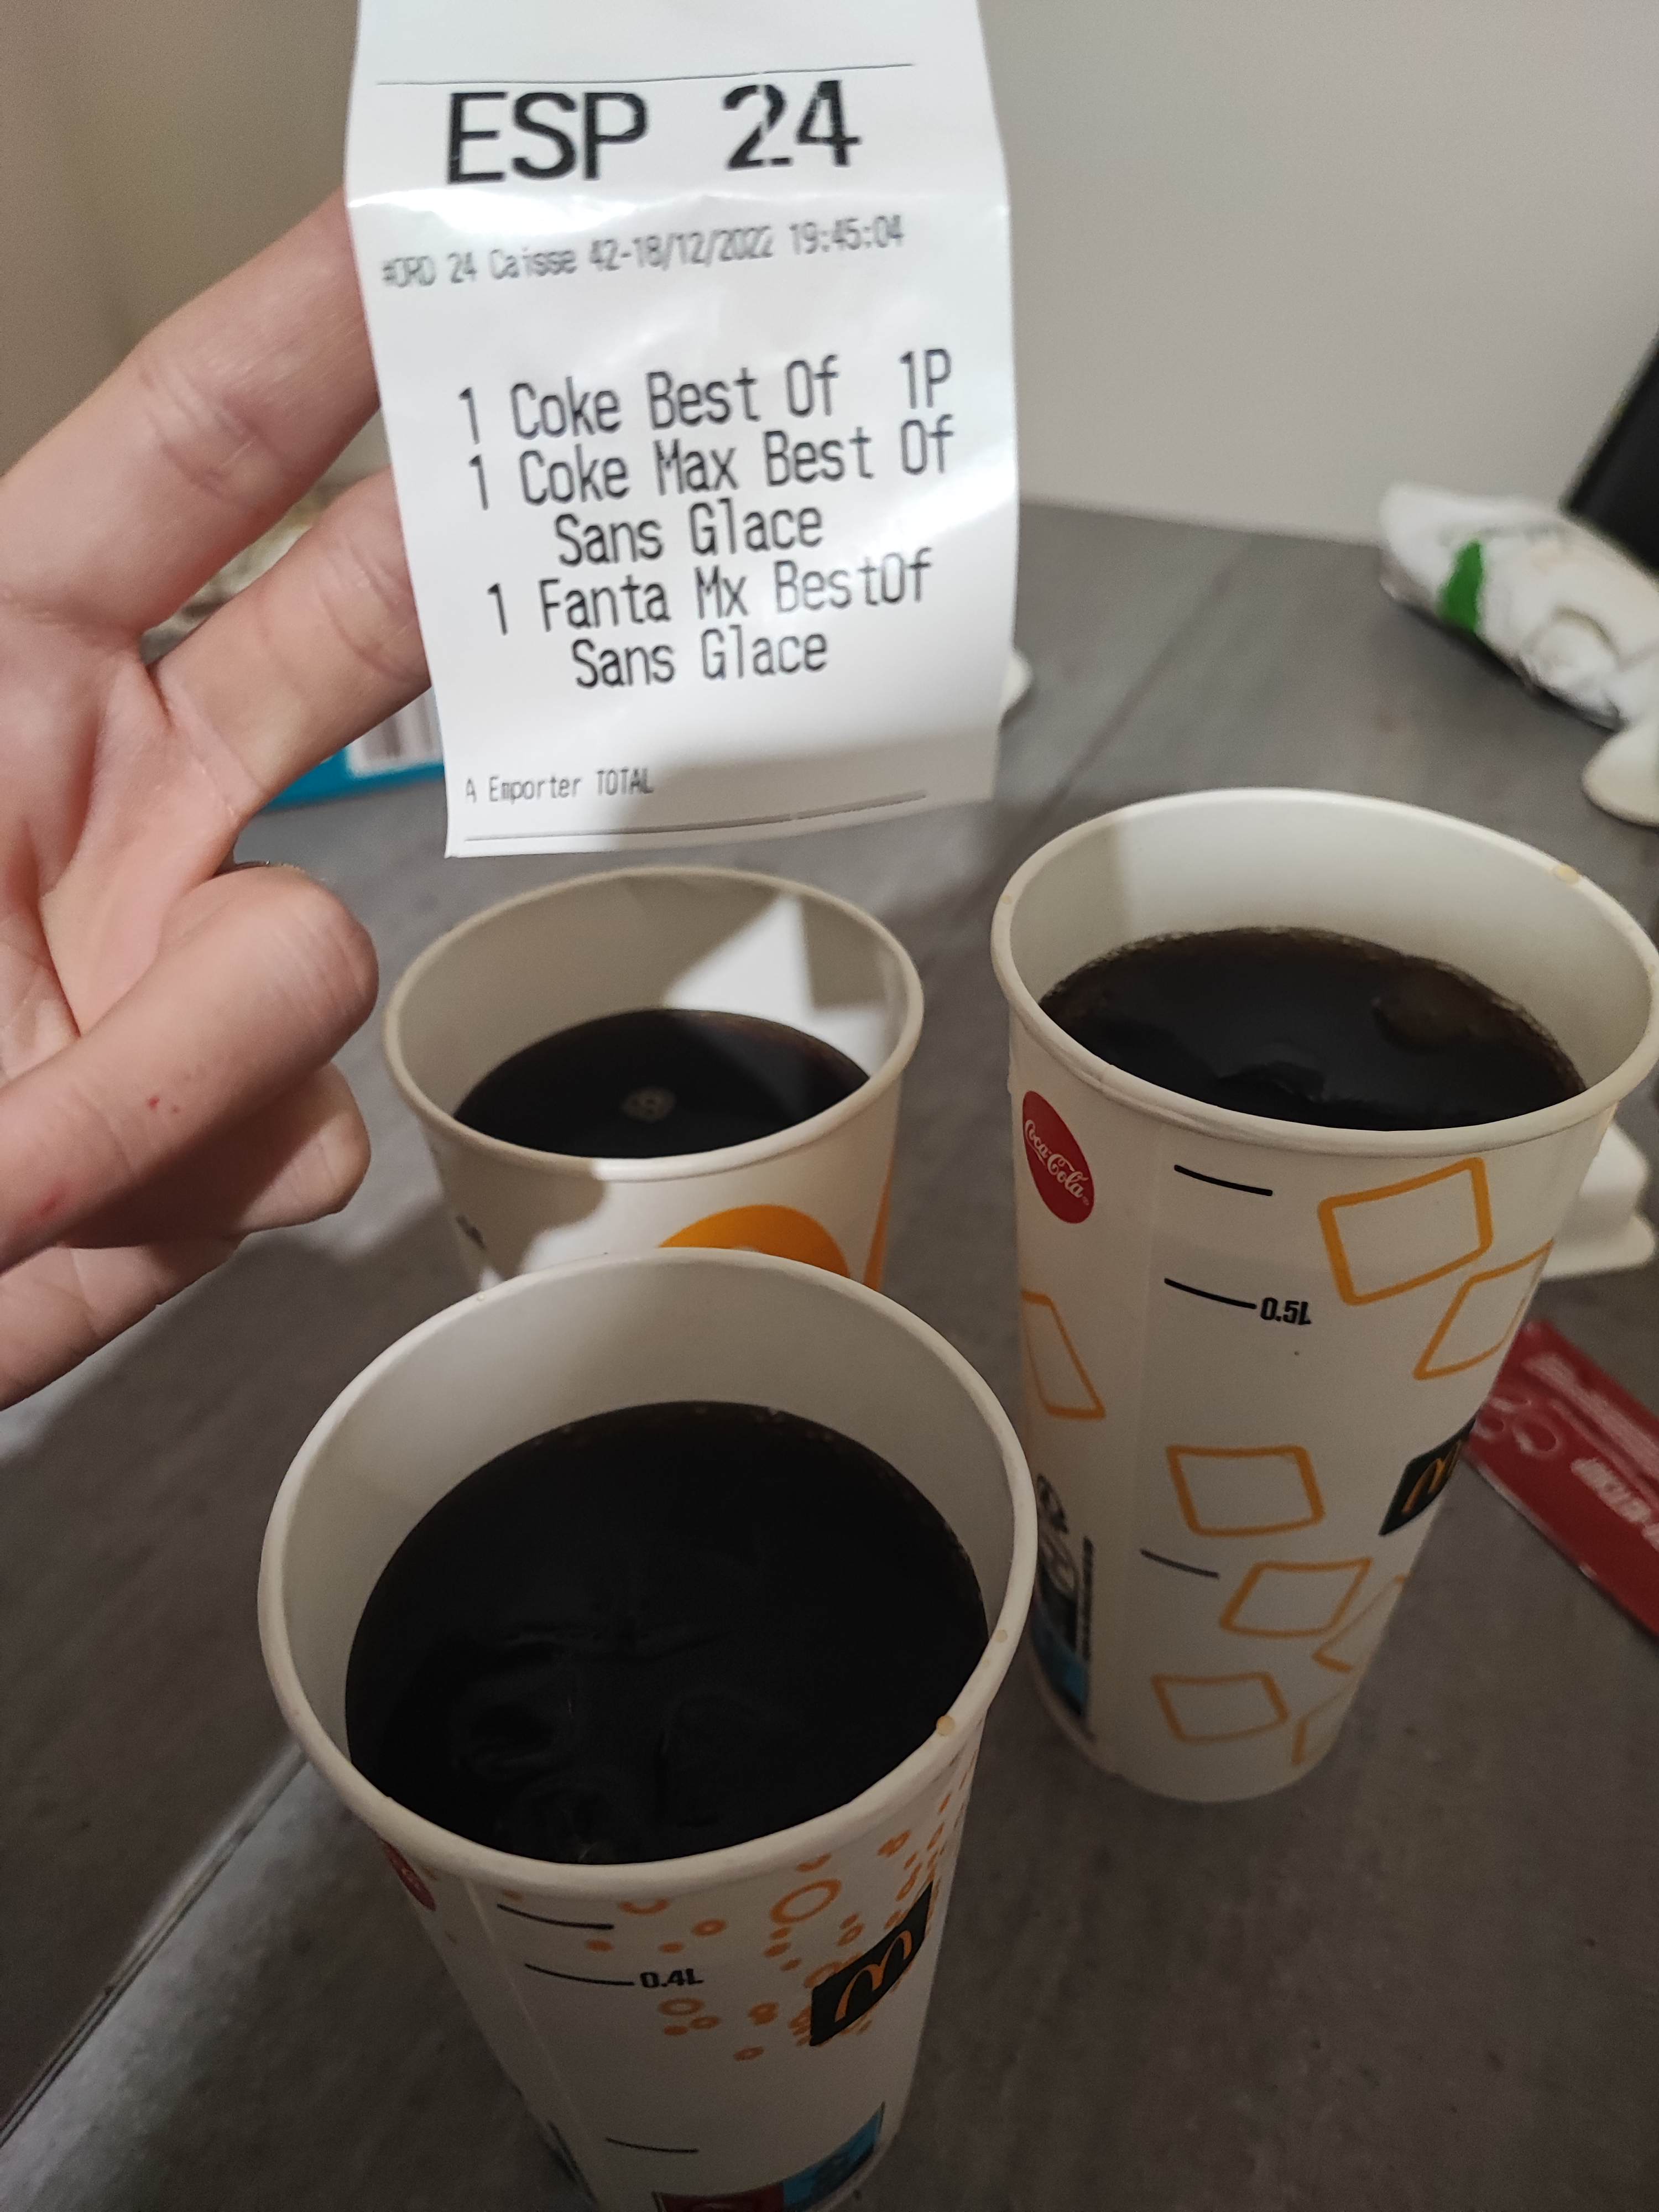 ESP 24
#ORD 24 Caisse 42-18/12/2022 19:45:04
1 Coke Best Of 1P
1 Coke Max Best Of
Sans Glace
1 Fanta Mx BestOf
Sans Glace
A Emporter TOTAL
Coca-Cola
0.5L
0.4L